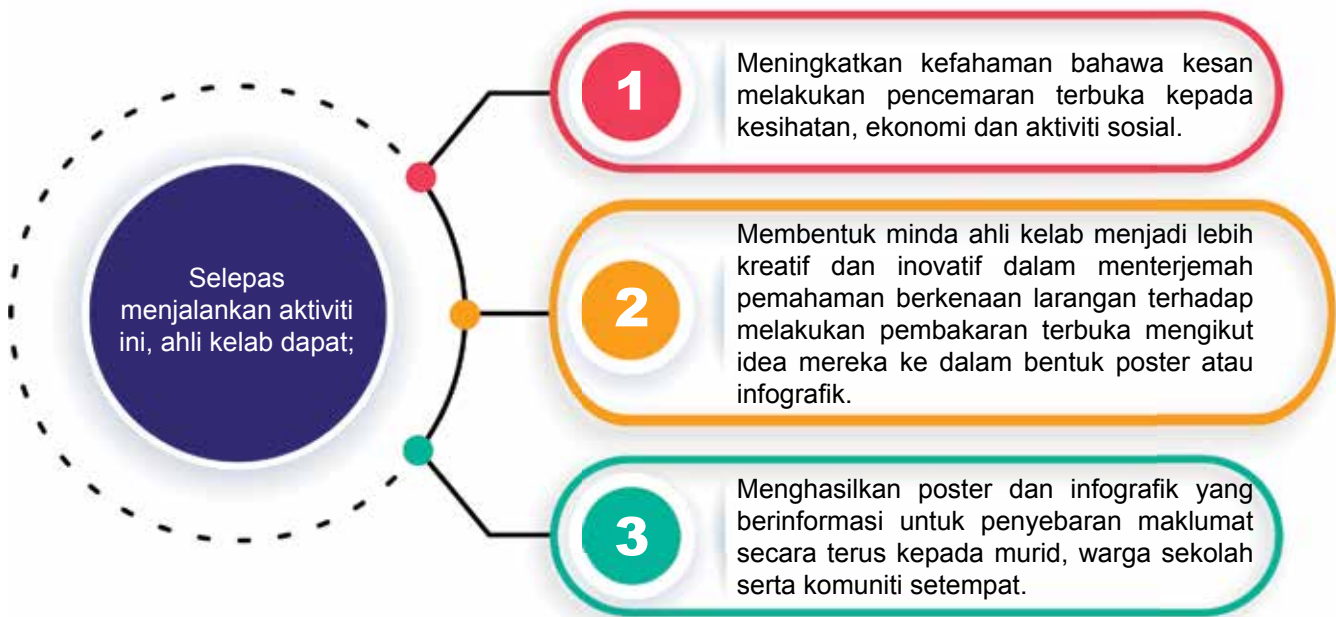 Selepas
menjalankan aktiviti
ini, ahli kelab dapat;
1
Meningkatkan kefahaman bahawa kesan
melakukan pencemaran terbuka kepada
kesihatan, ekonomi dan aktiviti sosial.
2
Membentuk minda ahli kelab menjadi lebih
kreatif dan inovatif dalam menterjemah
pemahaman berkenaan larangan terhadap
melakukan pembakaran terbuka mengikut
idea mereka ke dalam bentuk poster atau
infografik.
3
Menghasilkan poster dan infografik yang
berinformasi untuk penyebaran maklumat
secara terus kepada murid, warga sekolah
serta komuniti setempat.